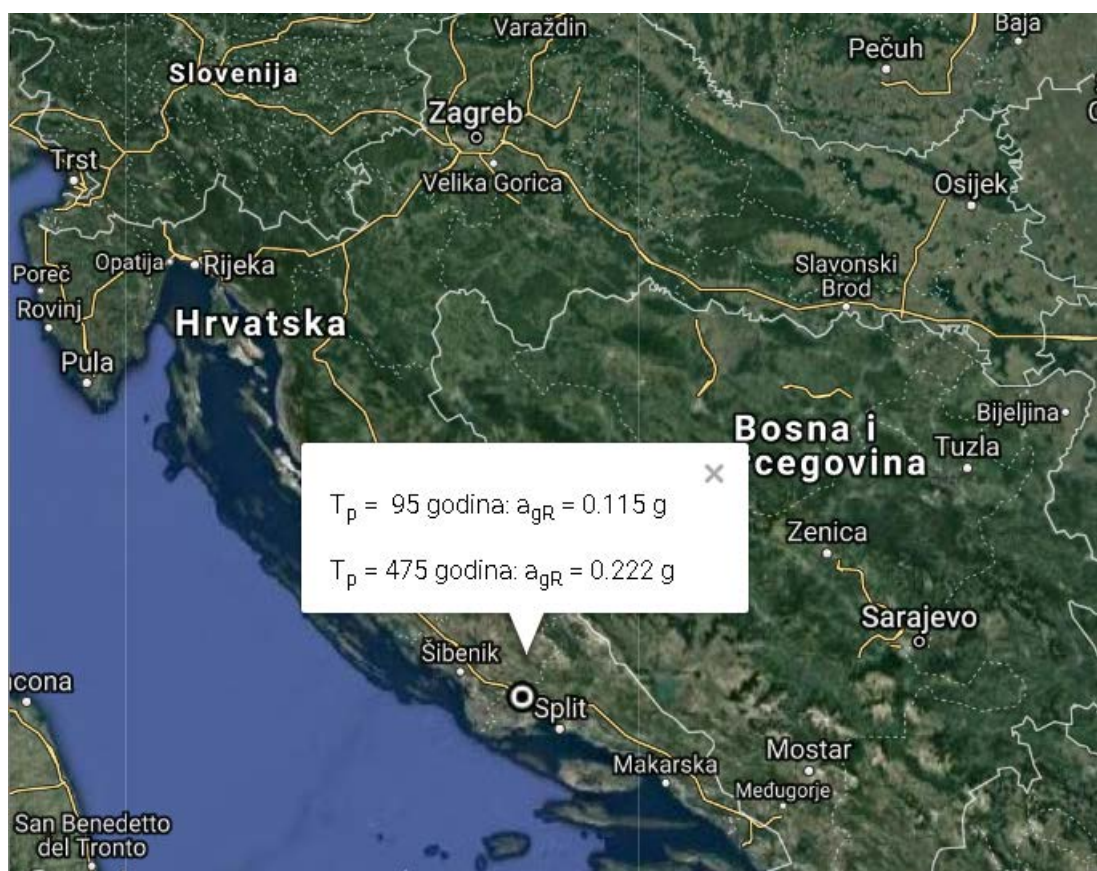 Varaždin
Baja
Pečuh
Slovenija
Zagreb
Trst
Velika Gorica
Osijek
Opatija
Rijeka
Poreč
Slavonski
Brod
Rovinj
Hrvatska
Pula
Bijeljina
Bosna i
rcegovina
Tuzla
×
Tp = 95 godina: agR = 0.115 g
Tp = 475 godina: agR = 0.222 g
Zenica
Sarajevo
Šibenik
cona
Split
Mostar
Makarska
Međugorje
San Benedetto
del Tronto